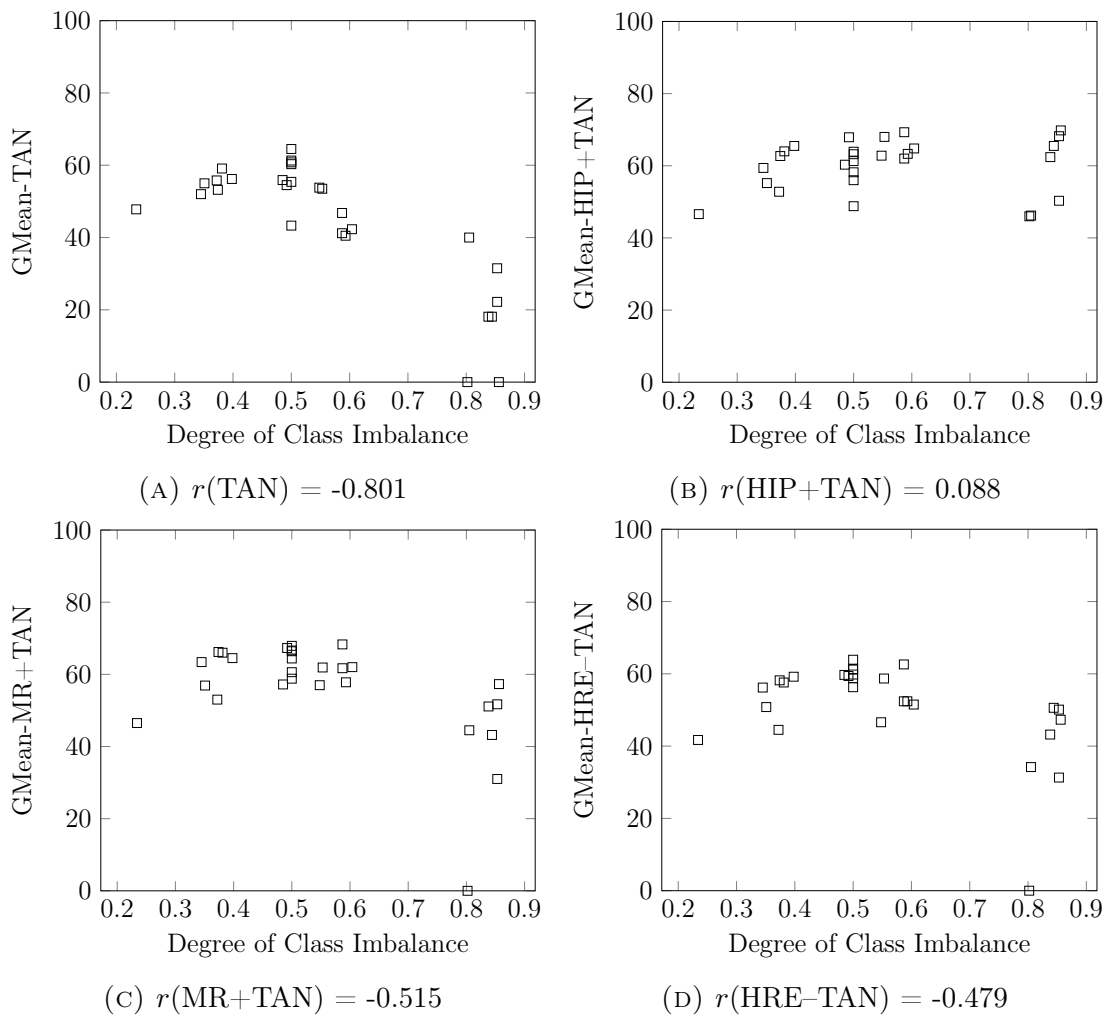 100
80
60
40
20
0
GMean-TAN
0.2 0.3 0.4 0.5 0.6 0.7 0.8 0.9
Degree of Class Imbalance
(A) r(TAN) = -0.801
100
80
60
40
20
0
GMean-HIP+TAN
0.2 0.3 0.4 0.5 0.6 0.7 0.8 0.9
Degree of Class Imbalance
(B) r(HIP+TAN) = 0.088
100
80
60
40
20
0
GMean-MR+TAN
0.2 0.3 0.4 0.5 0.6 0.7 0.8 0.9
Degree of Class Imbalance
(C) r(MR+TAN) = -0.515
100
80
60
40
20
0
GMean-HRE–TAN
0.2 0.3 0.4 0.5 0.6 0.7 0.8 0.9
Degree of Class Imbalance
(D) r(HRE–TAN) = -0.479